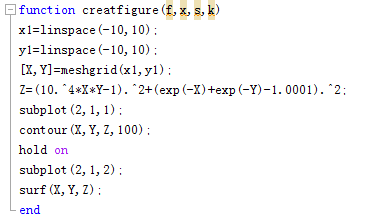 function creatfigure(f,x,s,k)
x1=linspace(-10,10);
y1=linspace(-10,10);
[X,Y]=meshgrid(x1,y1);
Z=(10.^4*X*Y-1).^2+(exp(-X)+exp(-Y)-1.0001).^2;
subplot(2,1,1);
contour(X,Y,Z,100);
hold on
subplot(2,1,2);
surf(X,Y,Z);
end